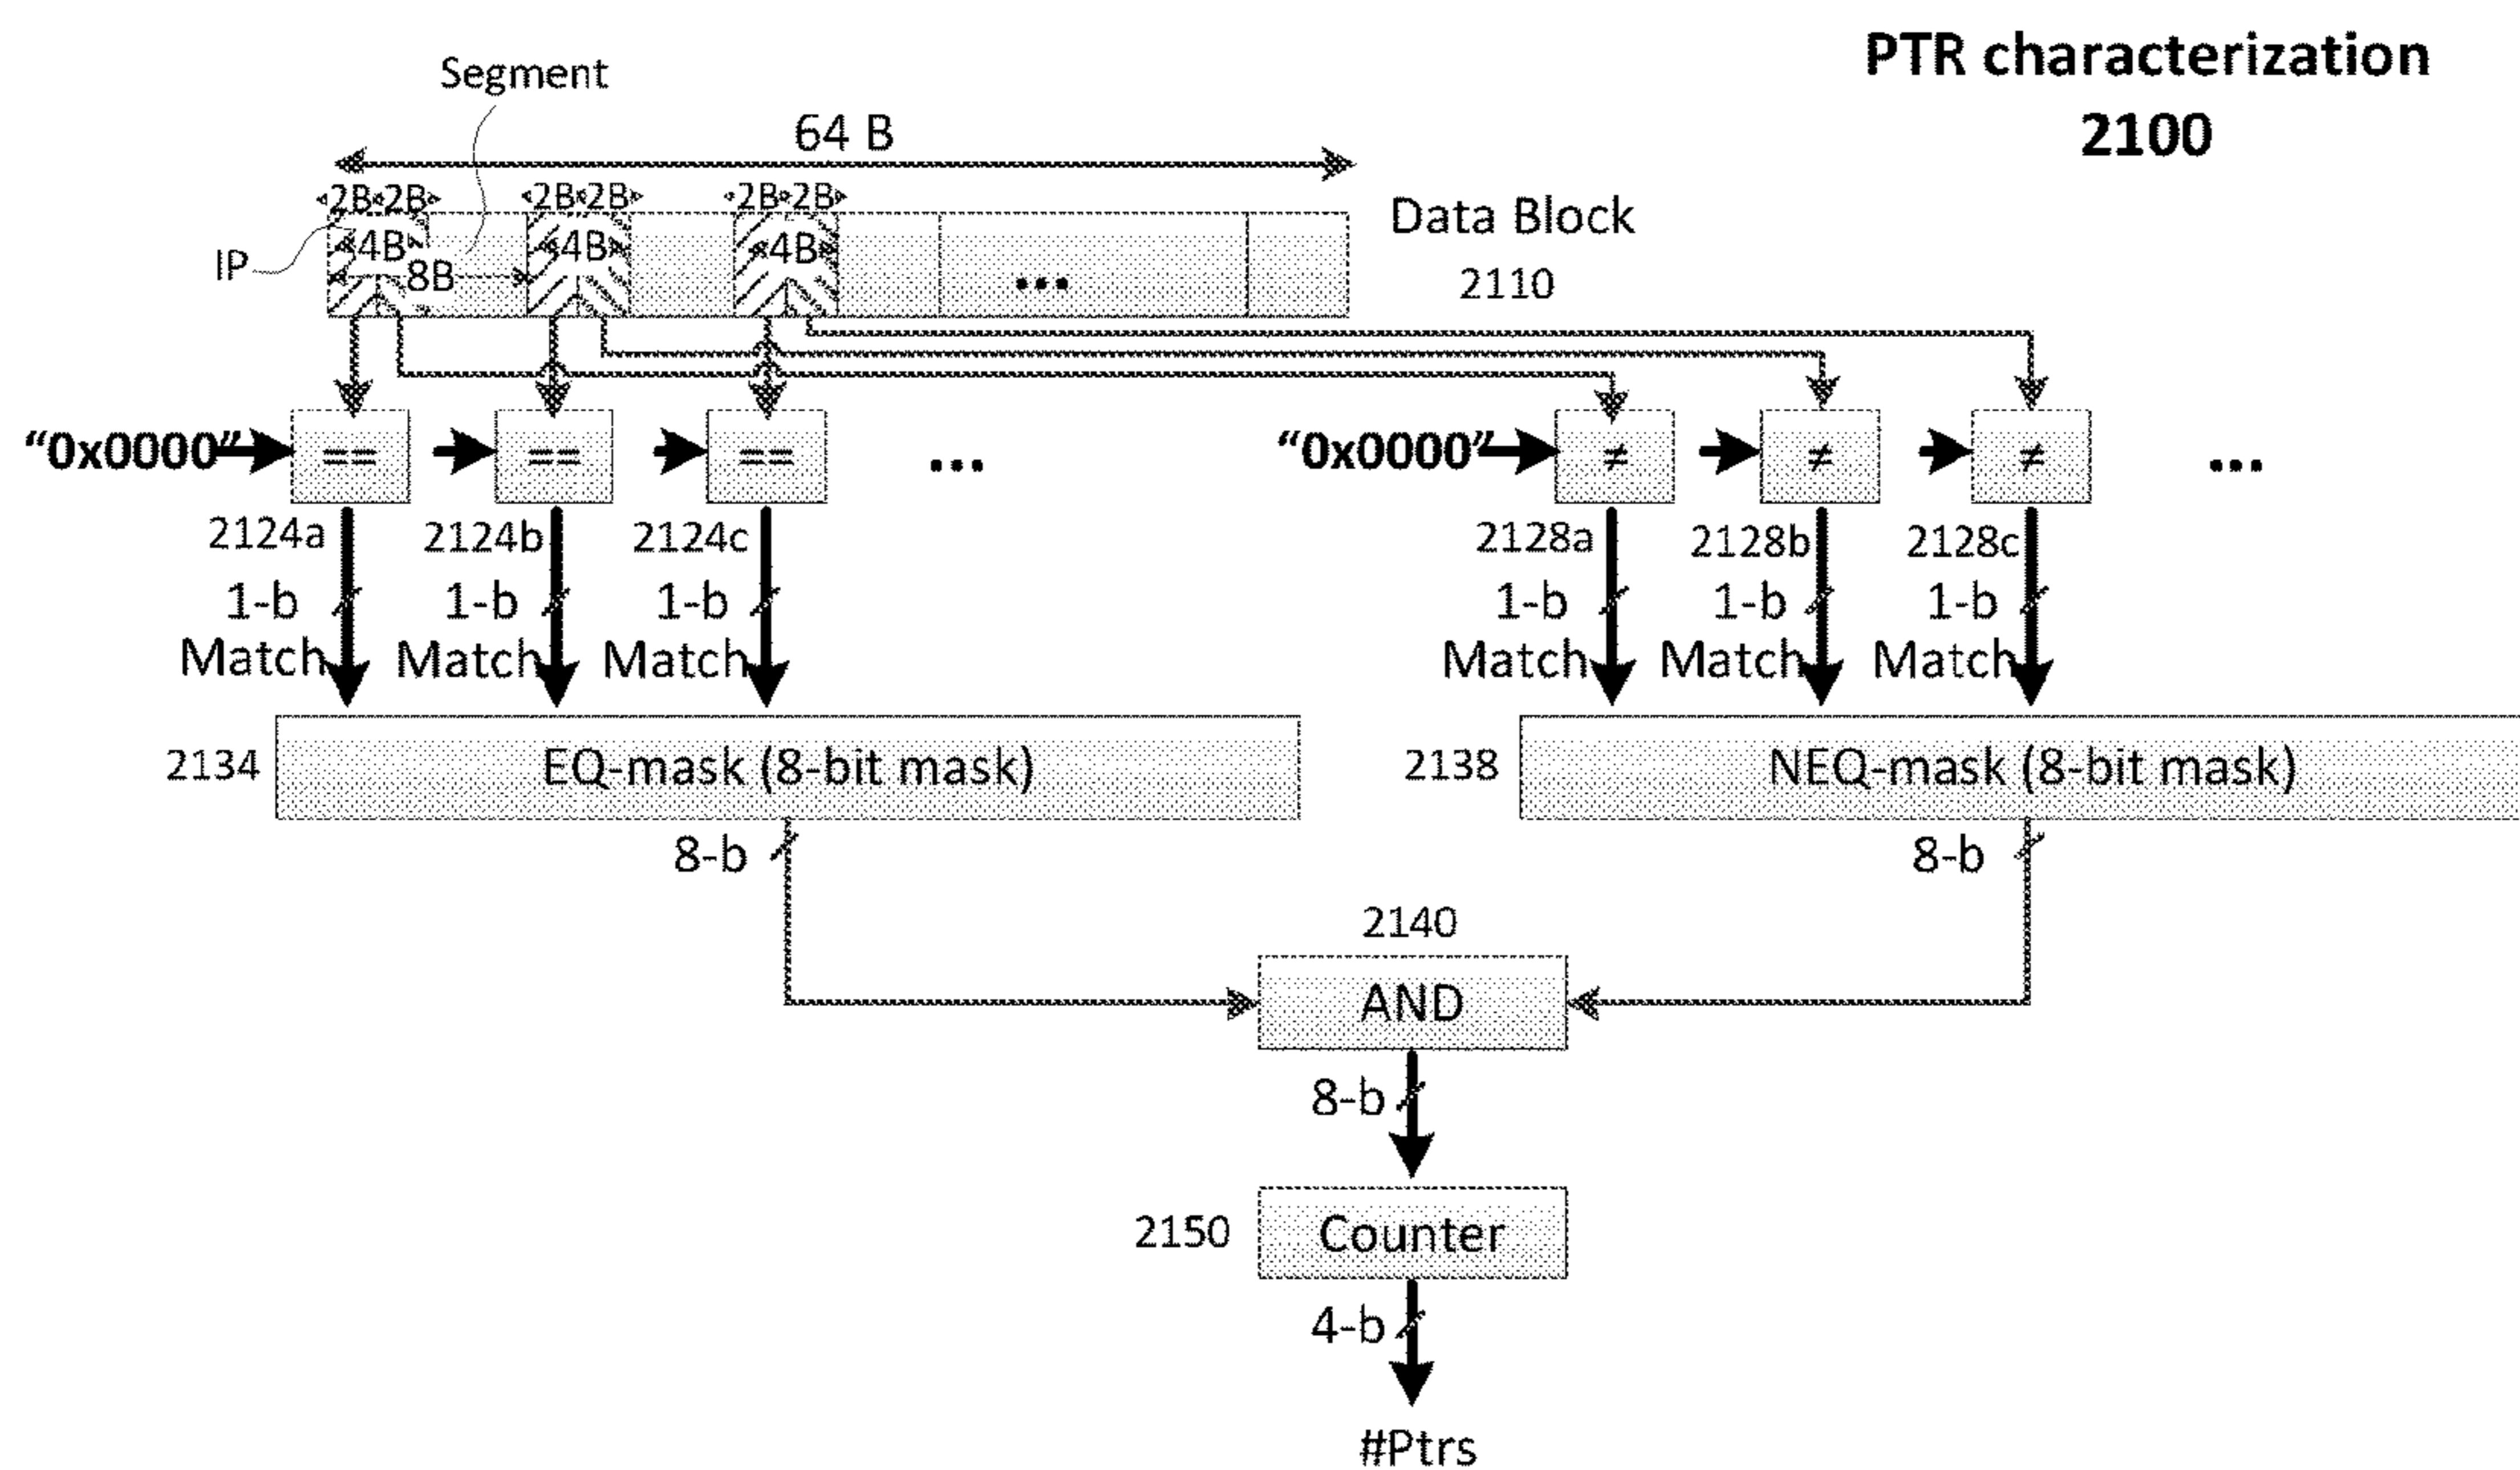 PTR characterization
2100
Segment
64 B
2B 2B 2B 2B 2B 2B
Data Block
2110
IP
4B 4B 4B
8B
...
"0x0000" == == == ... "0x0000" ≠ ≠ ≠ ...
2124a 2124b 2124c 2128a 2128b 2128c
1-b 1-b 1-b 1-b 1-b 1-b
Match Match Match Match Match Match
2134 EQ-mask (8-bit mask) 2138 NEQ-mask (8-bit mask)
8-b 8-b
2140
AND
8-b
2150 Counter
4-b
#Ptrs